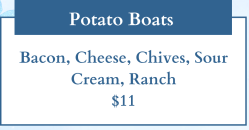 Potato Boats
Bacon, Cheese, Chives, Sour
Cream, Ranch
$11